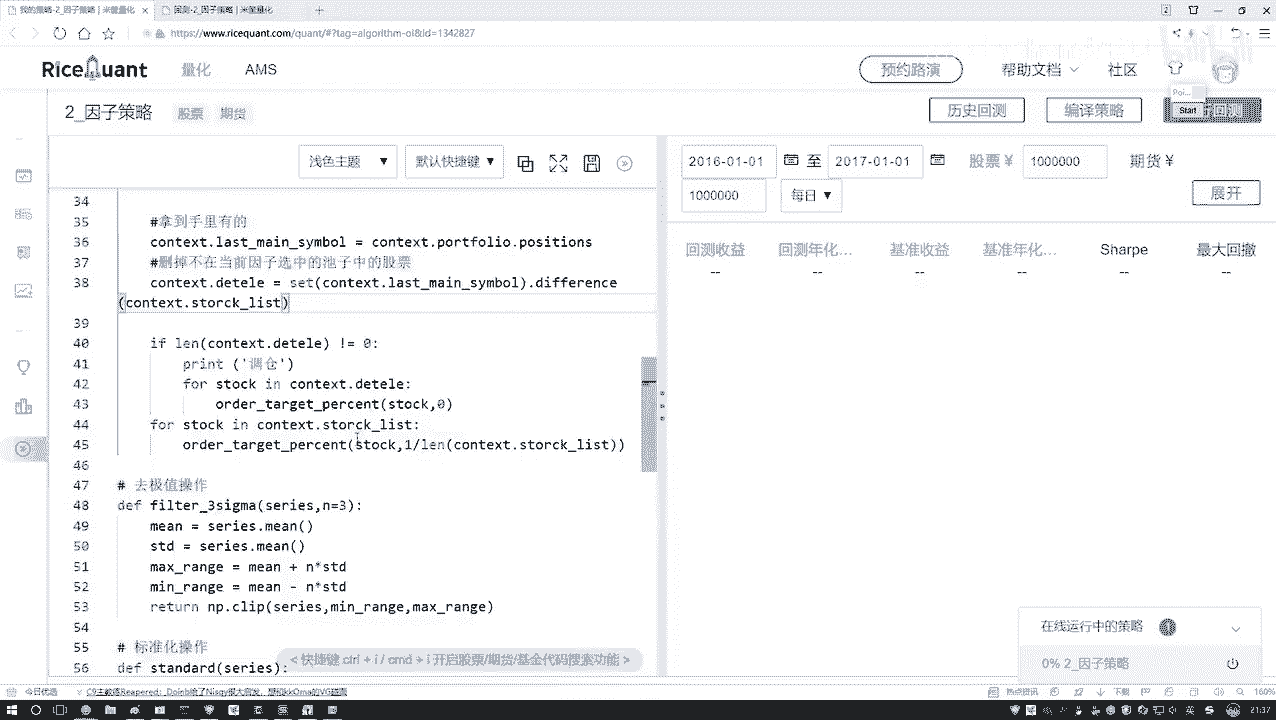 我的策略-2_因子策略 | 米筐量化
2_因子策略 | 米筐量化
https://www.ricequant.com/quant/#?tag=algorithm-ol&id=1342827
RiceQuant
量化
AMS
预约路演
帮助文档
社区
2_因子策略
股票
期货
历史回测
编译策略
Start
浅色主题
默认快捷键
2016-01-01
至
2017-01-01
股票 ¥
1000000
期货 ¥
1000000
每日
展开
回测收益
回测年化...
基准收益
基准年化...
Sharpe
最大回撤
--
--
--
--
--
--
34
35 #拿到手里有的
36 context.last_main_symbol = context.portfolio.positions
37 #删掉不在当前因子选中的池子中的股票
38 context.detele = set(context.last_main_symbol).difference
(context.storck_list)
39
40 if len(context.detele) != 0:
41 print ('调仓')
42 for stock in context.detele:
43 order_target_percent(stock,0)
44 for stock in context.storck_list:
45 order_target_percent(stock,1/len(context.storck_list))
46
47 # 去极值操作
48 def filter_3sigma(series,n=3):
49 mean = series.mean()
50 std = series.mean()
51 max_range = mean + n*std
52 min_range = mean - n*std
53 return np.clip(series,min_range,max_range)
54
55 # 标准化操作
56 def standard(series):
< 快捷键 ctrl + i / cmd + i 开启股票/期货/基金代码搜索功能 >
在线运行中的策略
0% 2_因子策略
今日优选
热点资讯
下载
160%
21:37